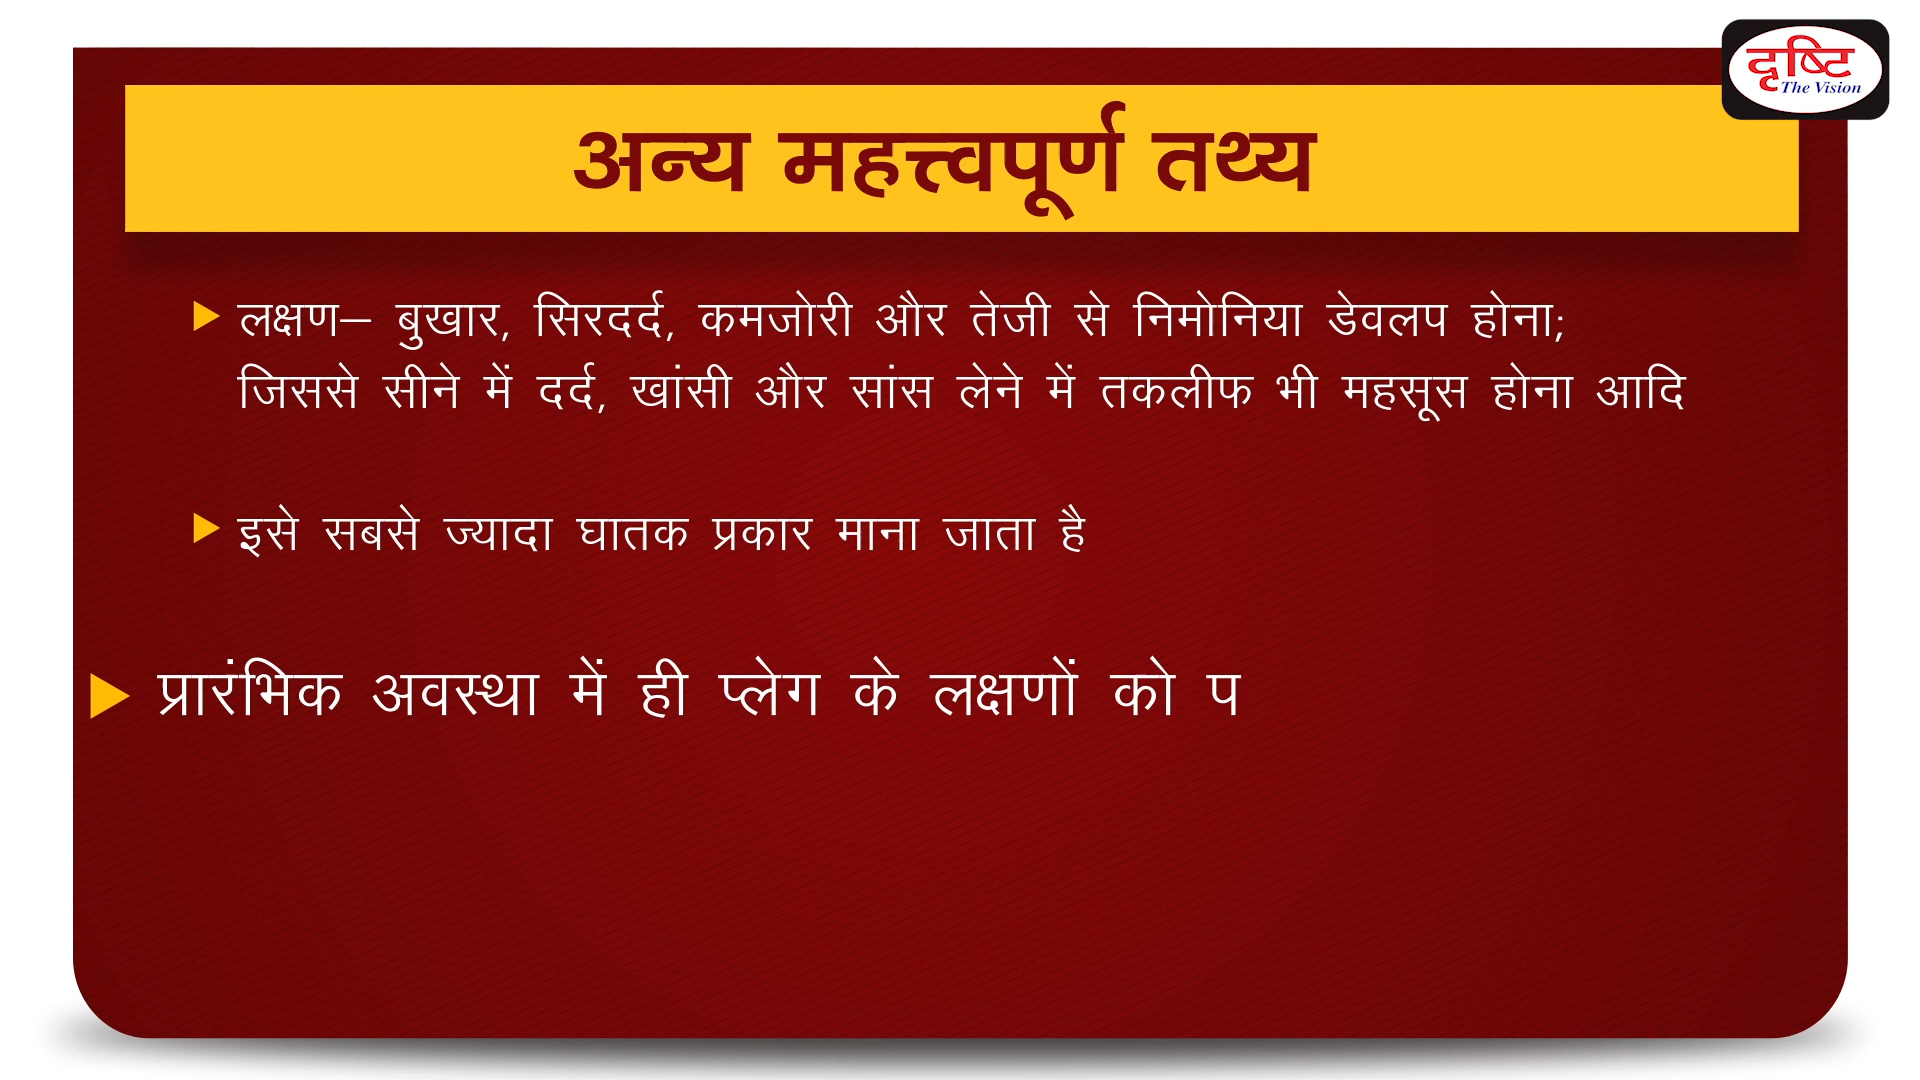 दृष्टि
The Vision
अन्य महत्त्वपूर्ण तथ्य
लक्षण– बुखार, सिरदर्द, कमजोरी और तेजी से निमोनिया डेवलप होना;
जिससे सीने में दर्द, खांसी और सांस लेने में तकलीफ भी महसूस होना आदि
इसे सबसे ज्यादा घातक प्रकार माना जाता है
प्रारंभिक अवस्था में ही प्लेग के लक्षणों को प